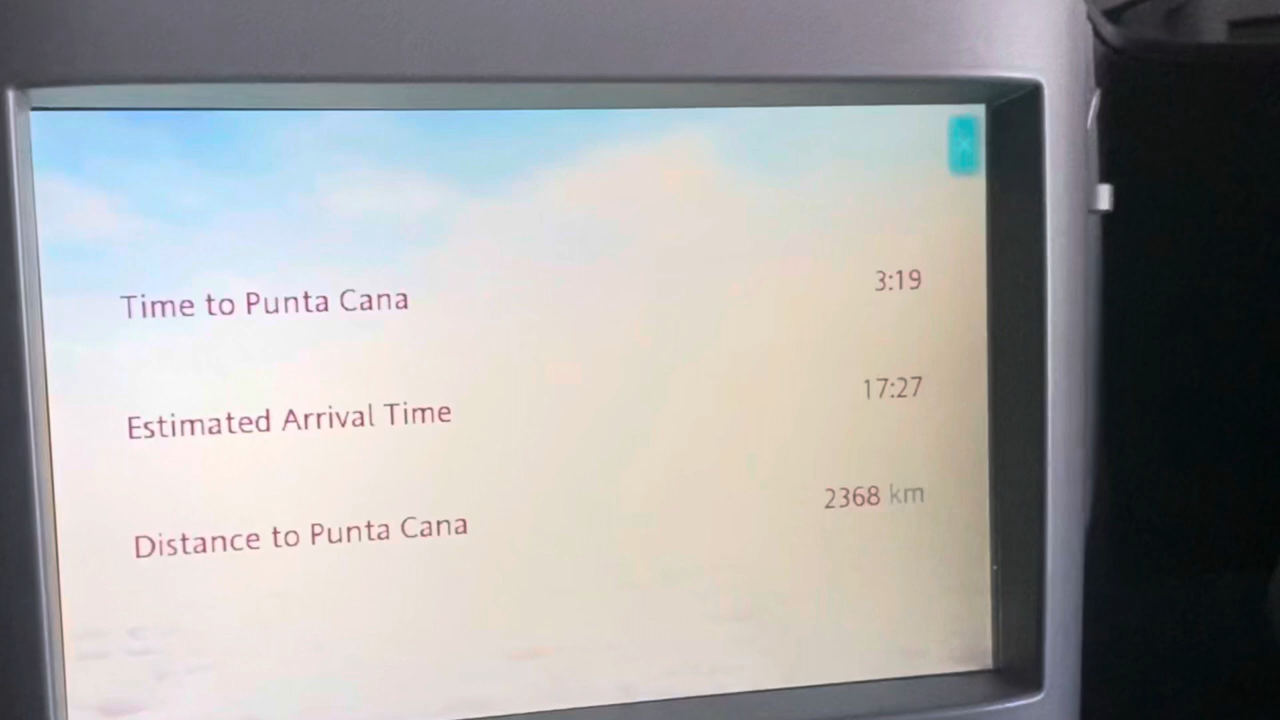 Time to Punta Cana 3:19
Estimated Arrival Time 17:27
Distance to Punta Cana 2368 km